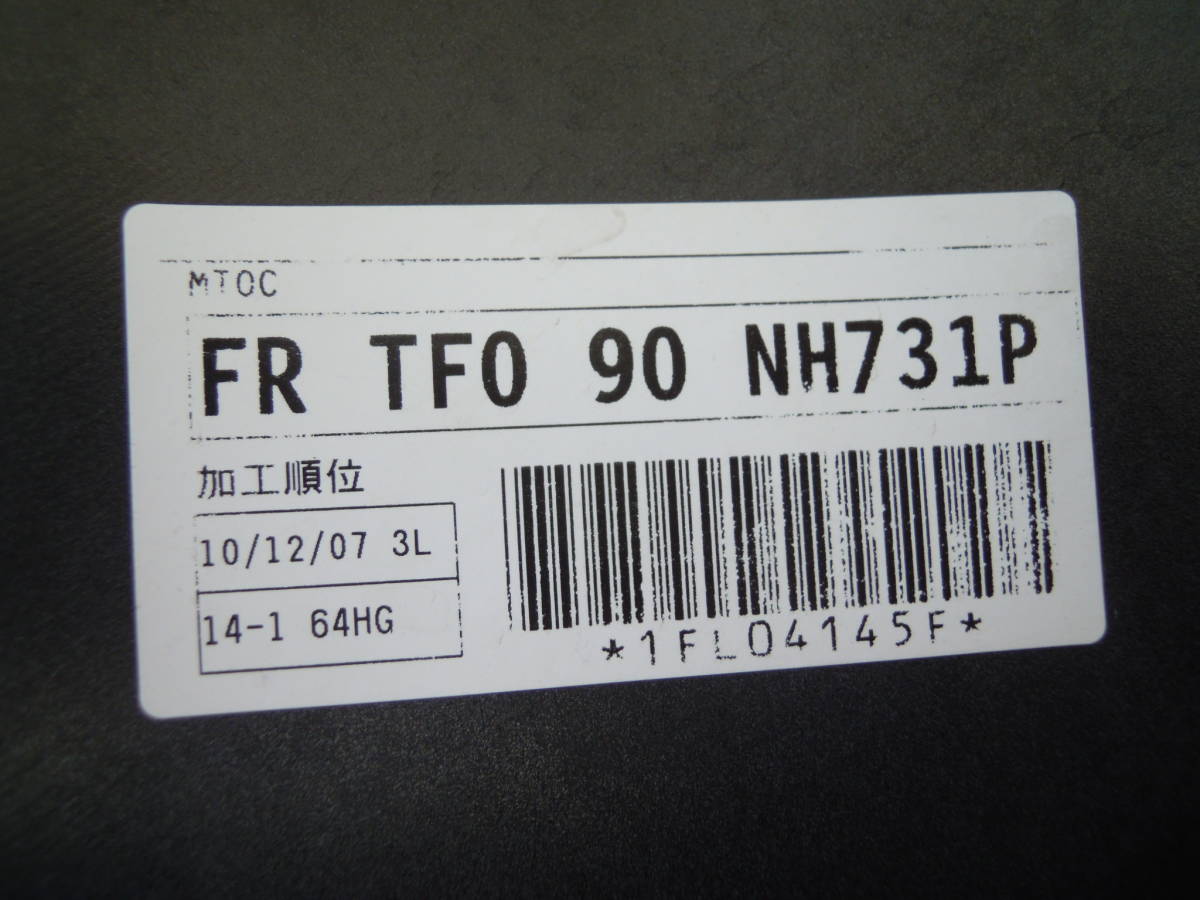 MTOC
FR TF0 90 NH731P
加工順位
10/12/07 3L
14-1 64HG
*1FL04145F*